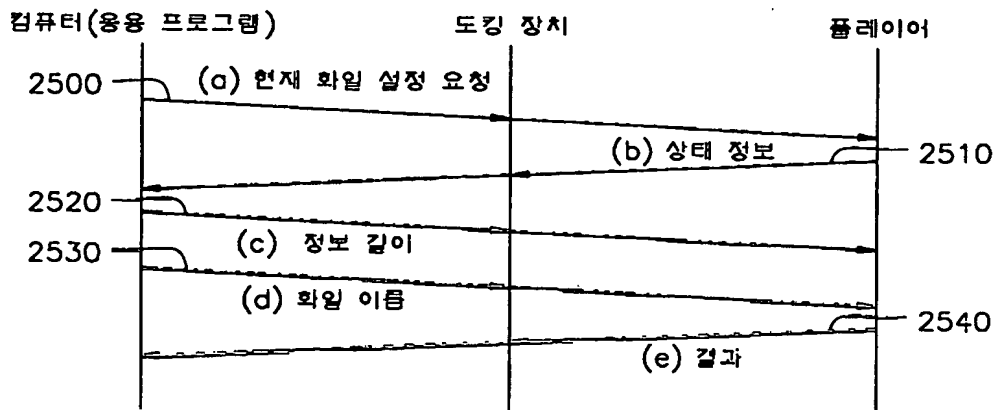 컴퓨터(응용 프로그램) 도킹 장치 플레이어
2500 (a) 현재 화일 설정 요청
(b) 상태 정보 2510
2520
(c) 정보 길이
2530
(d) 화일 이름
2540
(e) 결과